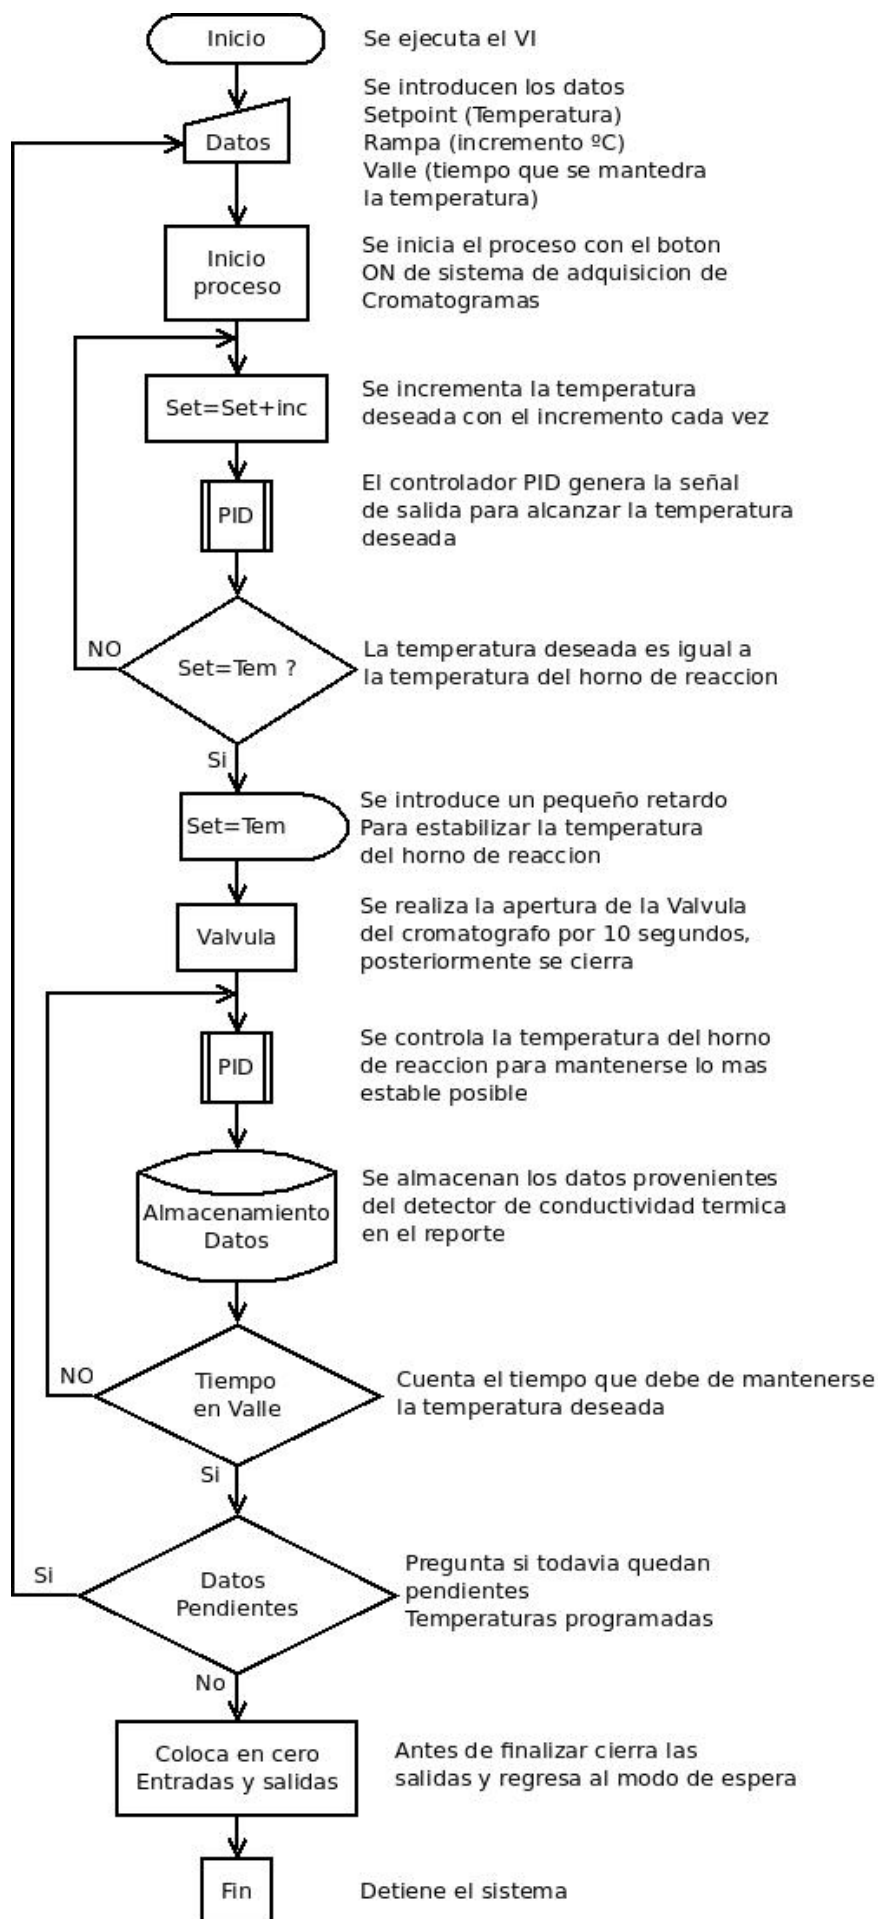 Inicio
Se ejecuta el VI
Datos
Se introducen los datos
Setpoint (Temperatura)
Rampa (incremento ºC)
Valle (tiempo que se mantedra
la temperatura)
Inicio
proceso
Se inicia el proceso con el boton
ON de sistema de adquisicion de
Cromatogramas
Set=Set+inc
Se incrementa la temperatura
deseada con el incremento cada vez
PID
El controlador PID genera la señal
de salida para alcanzar la temperatura
deseada
NO
Set=Tem ?
La temperatura deseada es igual a
la temperatura del horno de reaccion
Si
Set=Tem
Se introduce un pequeño retardo
Para estabilizar la temperatura
del horno de reaccion
Valvula
Se realiza la apertura de la Valvula
del cromatografo por 10 segundos,
posteriormente se cierra
PID
Se controla la temperatura del horno
de reaccion para mantenerse lo mas
estable posible
Almacenamiento
Datos
Se almacenan los datos provenientes
del detector de conductividad termica
en el reporte
NO
Tiempo
en Valle
Cuenta el tiempo que debe de mantenerse
la temperatura deseada
Si
Si
Datos
Pendientes
Pregunta si todavia quedan
pendientes
Temperaturas programadas
No
Coloca en cero
Entradas y salidas
Antes de finalizar cierra las
salidas y regresa al modo de espera
Fin
Detiene el sistema